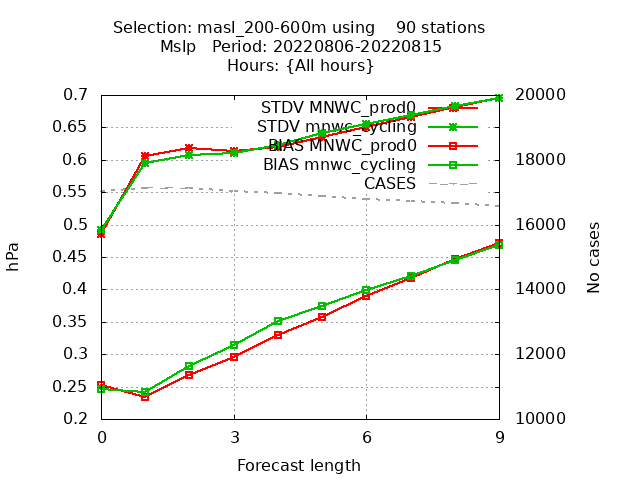 Selection: masl_200-600m using    90 stations
Mslp   Period: 20220806-20220815
Hours: {All hours}
STDV MNWC_prod0
STDV mnwc_cycling
BIAS MNWC_prod0
BIAS mnwc_cycling
CASES
0.7
0.65
0.6
0.55
0.5
0.45
0.4
0.35
0.3
0.25
0.2
hPa
20000
18000
16000
14000
12000
10000
No cases
0 3 6 9
Forecast length